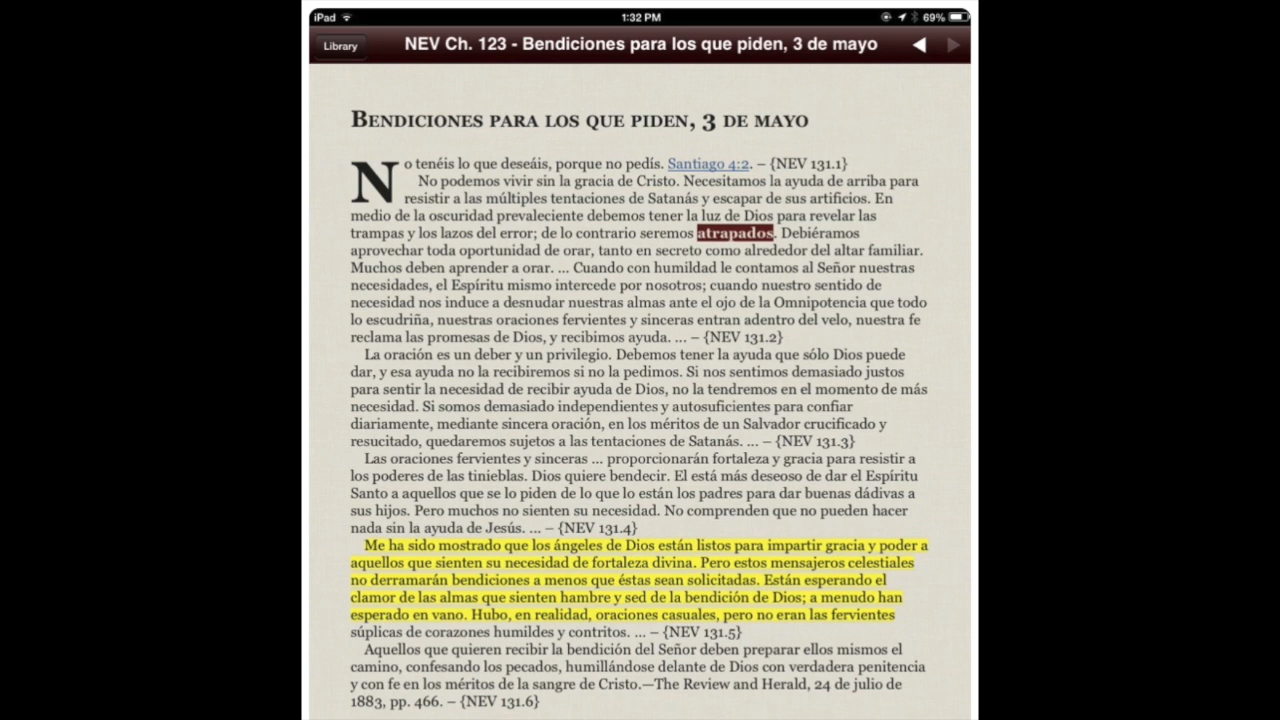 iPad 1:32 PM 69%
Library NEV Ch. 123 - Bendiciones para los que piden, 3 de mayo
Bendiciones para los que piden, 3 de mayo
No tenéis lo que deseáis, porque no pedís. Santiago 4:2. – {NEV 131.1}
No podemos vivir sin la gracia de Cristo. Necesitamos la ayuda de arriba para
resistir a las múltiples tentaciones de Satanás y escapar de sus artificios. En
medio de la oscuridad prevaleciente debemos tener la luz de Dios para revelar las
trampas y los lazos del error; de lo contrario seremos atrapados. Debiéramos
aprovechar toda oportunidad de orar, tanto en secreto como alrededor del altar familiar.
Muchos deben aprender a orar. ... Cuando con humildad le contamos al Señor nuestras
necesidades, el Espíritu mismo intercede por nosotros; cuando nuestro sentido de
necesidad nos induce a desnudar nuestras almas ante el ojo de la Omnipotencia que todo
lo escudriña, nuestras oraciones fervientes y sinceras entran adentro del velo, nuestra fe
reclama las promesas de Dios, y recibimos ayuda. ... – {NEV 131.2}
La oración es un deber y un privilegio. Debemos tener la ayuda que sólo Dios puede
dar, y esa ayuda no la recibiremos si no la pedimos. Si nos sentimos demasiado justos
para sentir la necesidad de recibir ayuda de Dios, no la tendremos en el momento de más
necesidad. Si somos demasiado independientes y autosuficientes para confiar
diariamente, mediante sincera oración, en los méritos de un Salvador crucificado y
resucitado, quedaremos sujetos a las tentaciones de Satanás. ... – {NEV 131.3}
Las oraciones fervientes y sinceras ... proporcionarán fortaleza y gracia para resistir a
los poderes de las tinieblas. Dios quiere bendecir. El está más deseoso de dar el Espíritu
Santo a aquellos que se lo piden de lo que lo están los padres para dar buenas dádivas a
sus hijos. Pero muchos no sienten su necesidad. No comprenden que no pueden hacer
nada sin la ayuda de Jesús. ... – {NEV 131.4}
Me ha sido mostrado que los ángeles de Dios están listos para impartir gracia y poder a
aquellos que sienten su necesidad de fortaleza divina. Pero estos mensajeros celestiales
no derramarán bendiciones a menos que éstas sean solicitadas. Están esperando el
clamor de las almas que sienten hambre y sed de la bendición de Dios; a menudo han
esperado en vano. Hubo, en realidad, oraciones casuales, pero no eran las fervientes
súplicas de corazones humildes y contritos. ... – {NEV 131.5}
Aquellos que quieren recibir la bendición del Señor deben preparar ellos mismos el
camino, confesando los pecados, humillándose delante de Dios con verdadera penitencia
y con fe en los méritos de la sangre de Cristo.—The Review and Herald, 24 de julio de
1883, pp. 466. – {NEV 131.6}